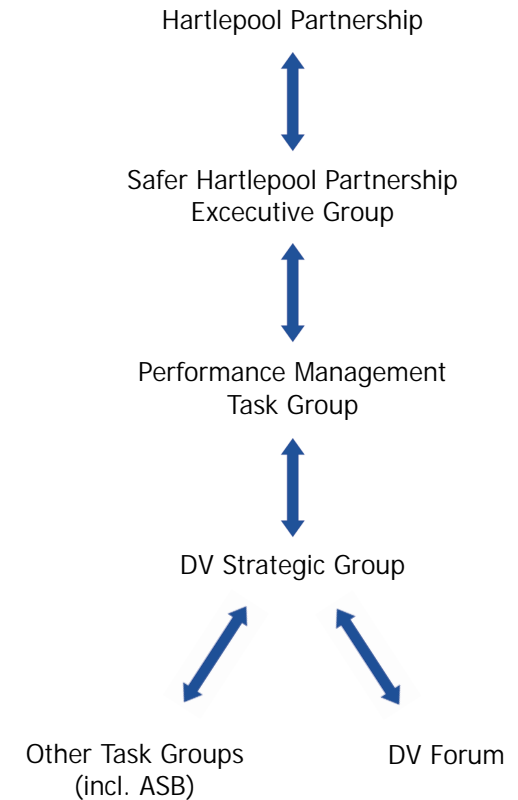 Hartlepool Partnership
Safer Hartlepool Partnership
Excecutive Group
Performance Management
Task Group
DV Strategic Group
Other Task Groups
(incl. ASB)
DV Forum